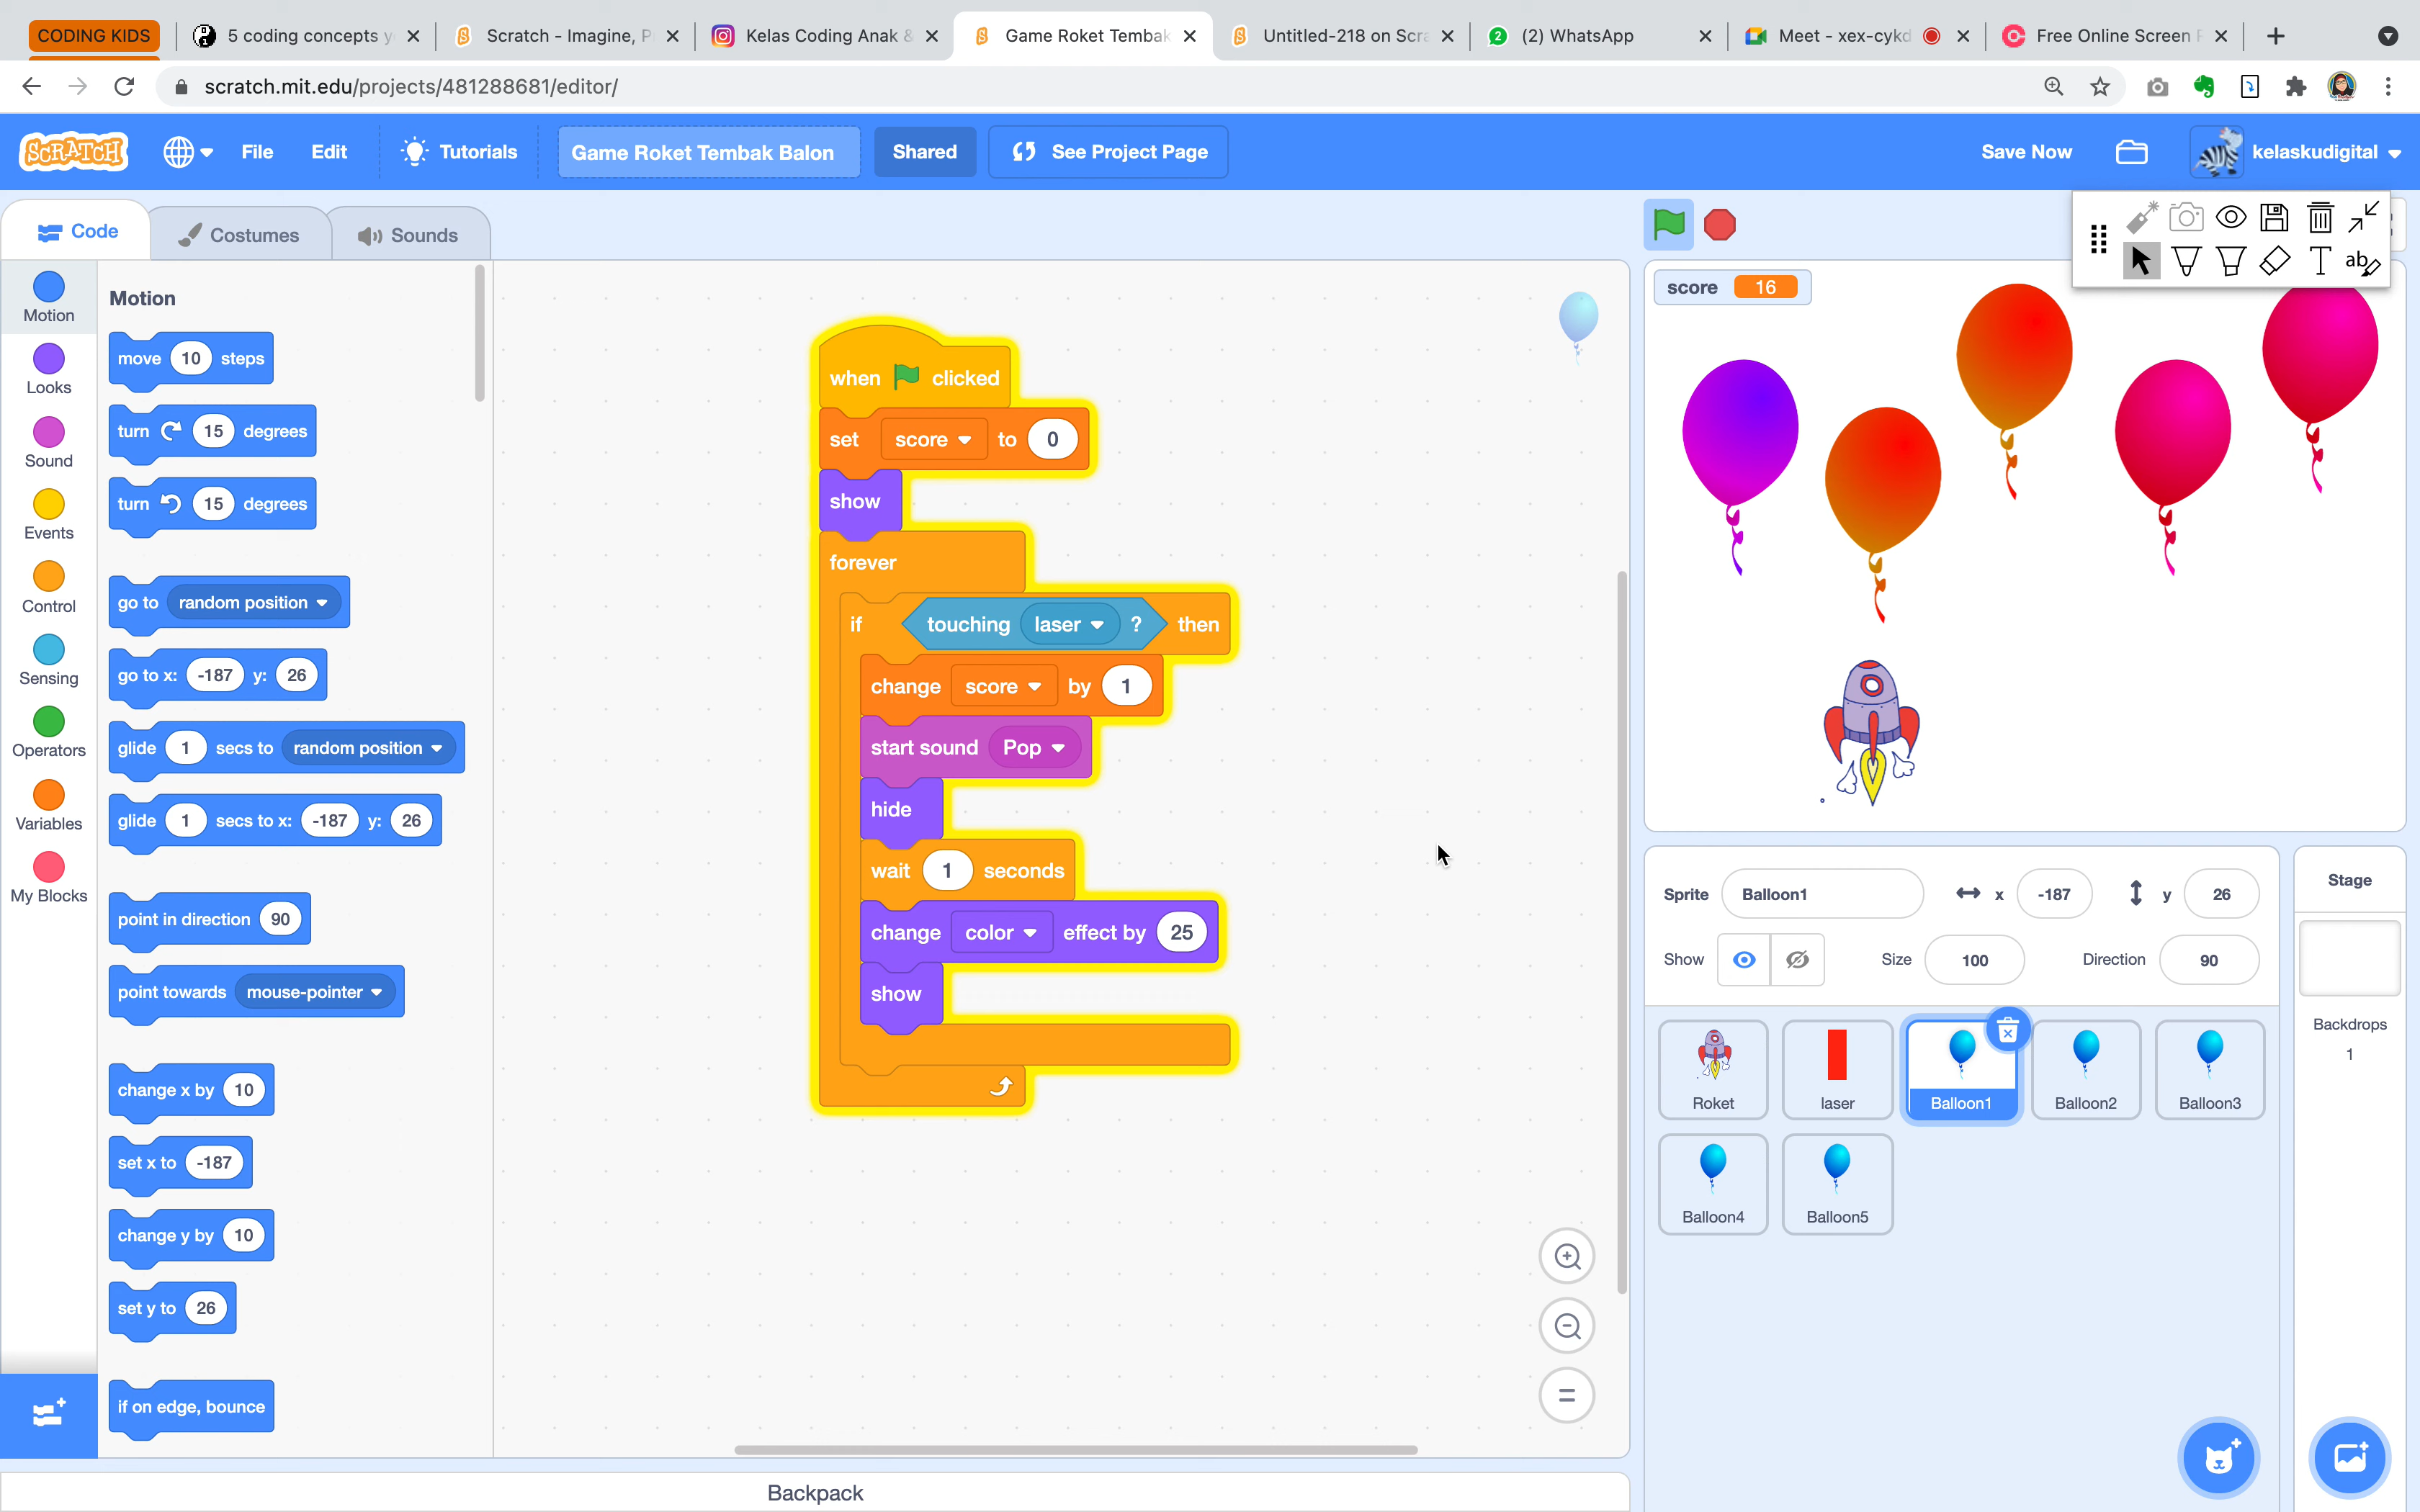 CODING KIDS
5 coding concepts y
Scratch - Imagine, P
Kelas Coding Anak &
Game Roket Tembak
Untitled-218 on Scra
(2) WhatsApp
Meet - xex-cykd
Free Online Screen R
scratch.mit.edu/projects/481288681/editor/
SCRATCH
File
Edit
Tutorials
Game Roket Tembak Balon
Shared
See Project Page
Save Now
kelaskudigital
Code
Costumes
Sounds
Motion
Looks
Sound
Events
Control
Sensing
Operators
Variables
My Blocks
Motion
move 10 steps
turn 15 degrees
turn 15 degrees
go to random position
go to x: -187 y: 26
glide 1 secs to random position
glide 1 secs to x: -187 y: 26
point in direction 90
point towards mouse-pointer
change x by 10
set x to -187
change y by 10
set y to 26
if on edge, bounce
when clicked
set score to 0
show
forever
if touching laser ? then
change score by 1
start sound Pop
hide
wait 1 seconds
change color effect by 25
show
Backpack
T
ab
score 16
Sprite Balloon1 x -187 y 26
Show Size 100 Direction 90
Roket
laser
Balloon1
Balloon2
Balloon3
Balloon4
Balloon5
Stage
Backdrops
1